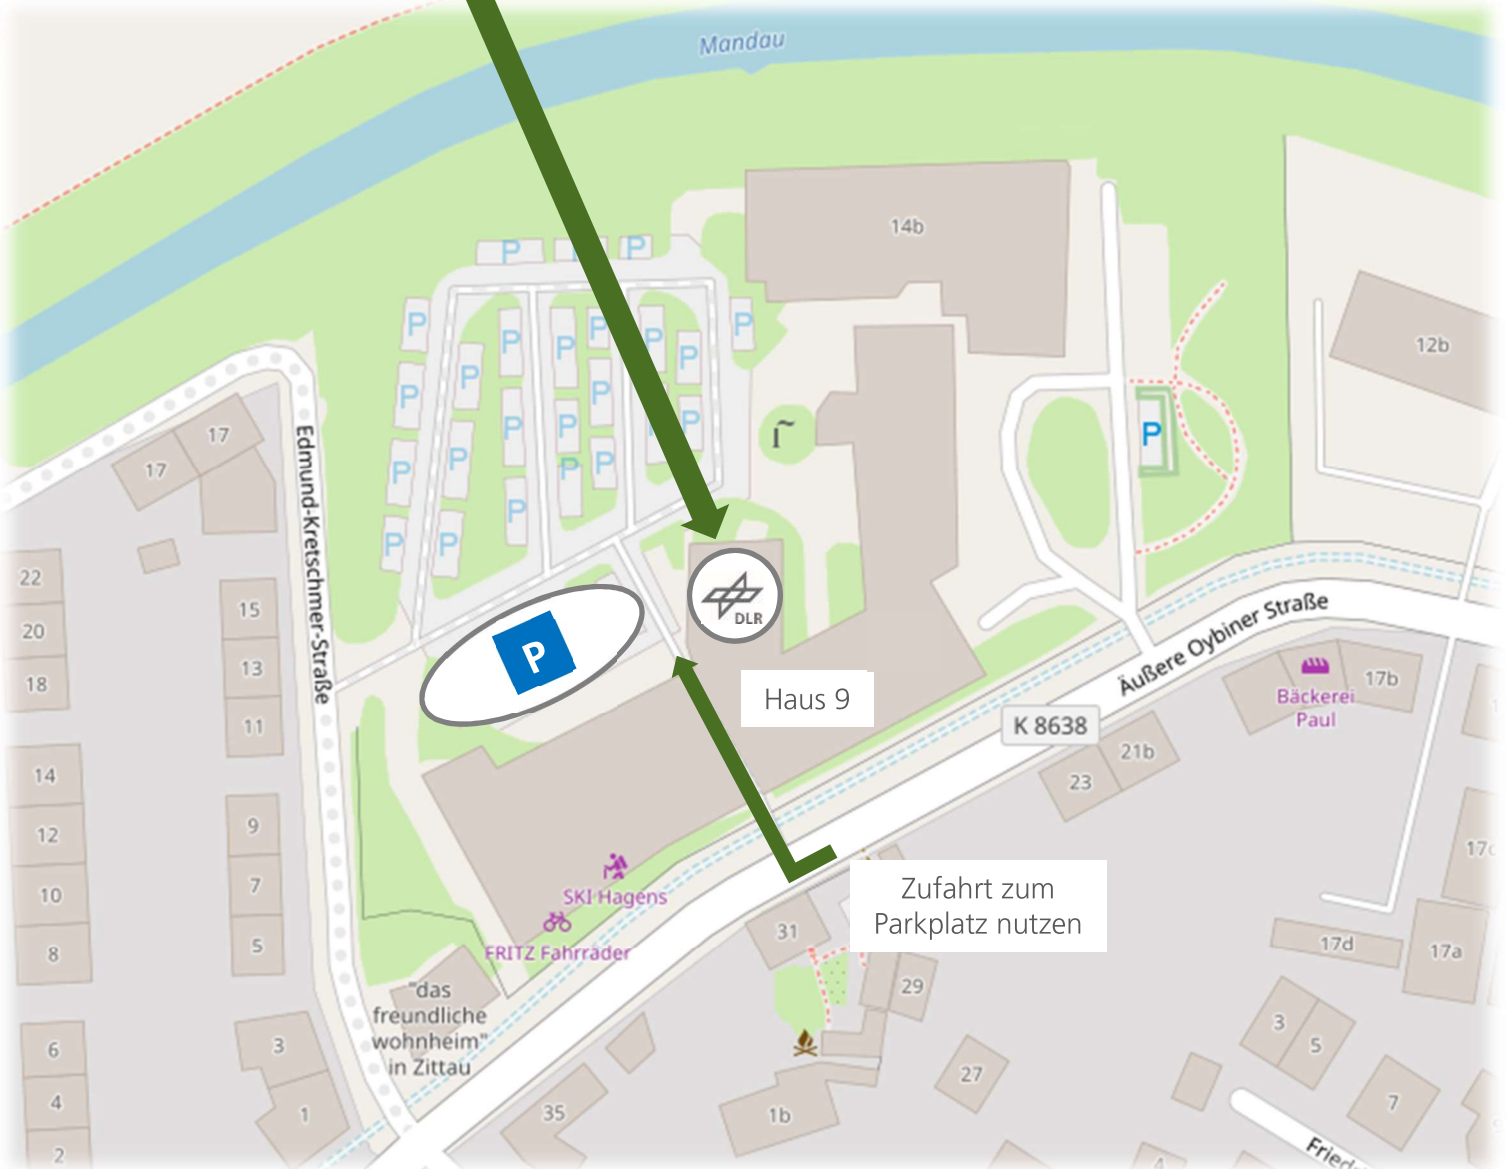 Mandau
14b
P
P
P
P
P
P
P
P
P
P
P
12b
P
P
P
P
P
P
17
17
P
P
P
P
P
P
P
P
P
P
P
P
Edmund-Kretschmer-Straße
22
20
18
15
13
11
DLR
P
Haus 9
Äußere Oybiner Straße
K 8638
Bäckerei
Paul
17b
21b
23
14
12
10
8
9
7
5
SKI Hagens
FRITZ Fahrräder
Zufahrt zum
Parkplatz nutzen
31
29
17d
17a
"das
freundliche
wohnheim"
in Zittau
6
4
2
3
1
35
1b
27
3
5
7